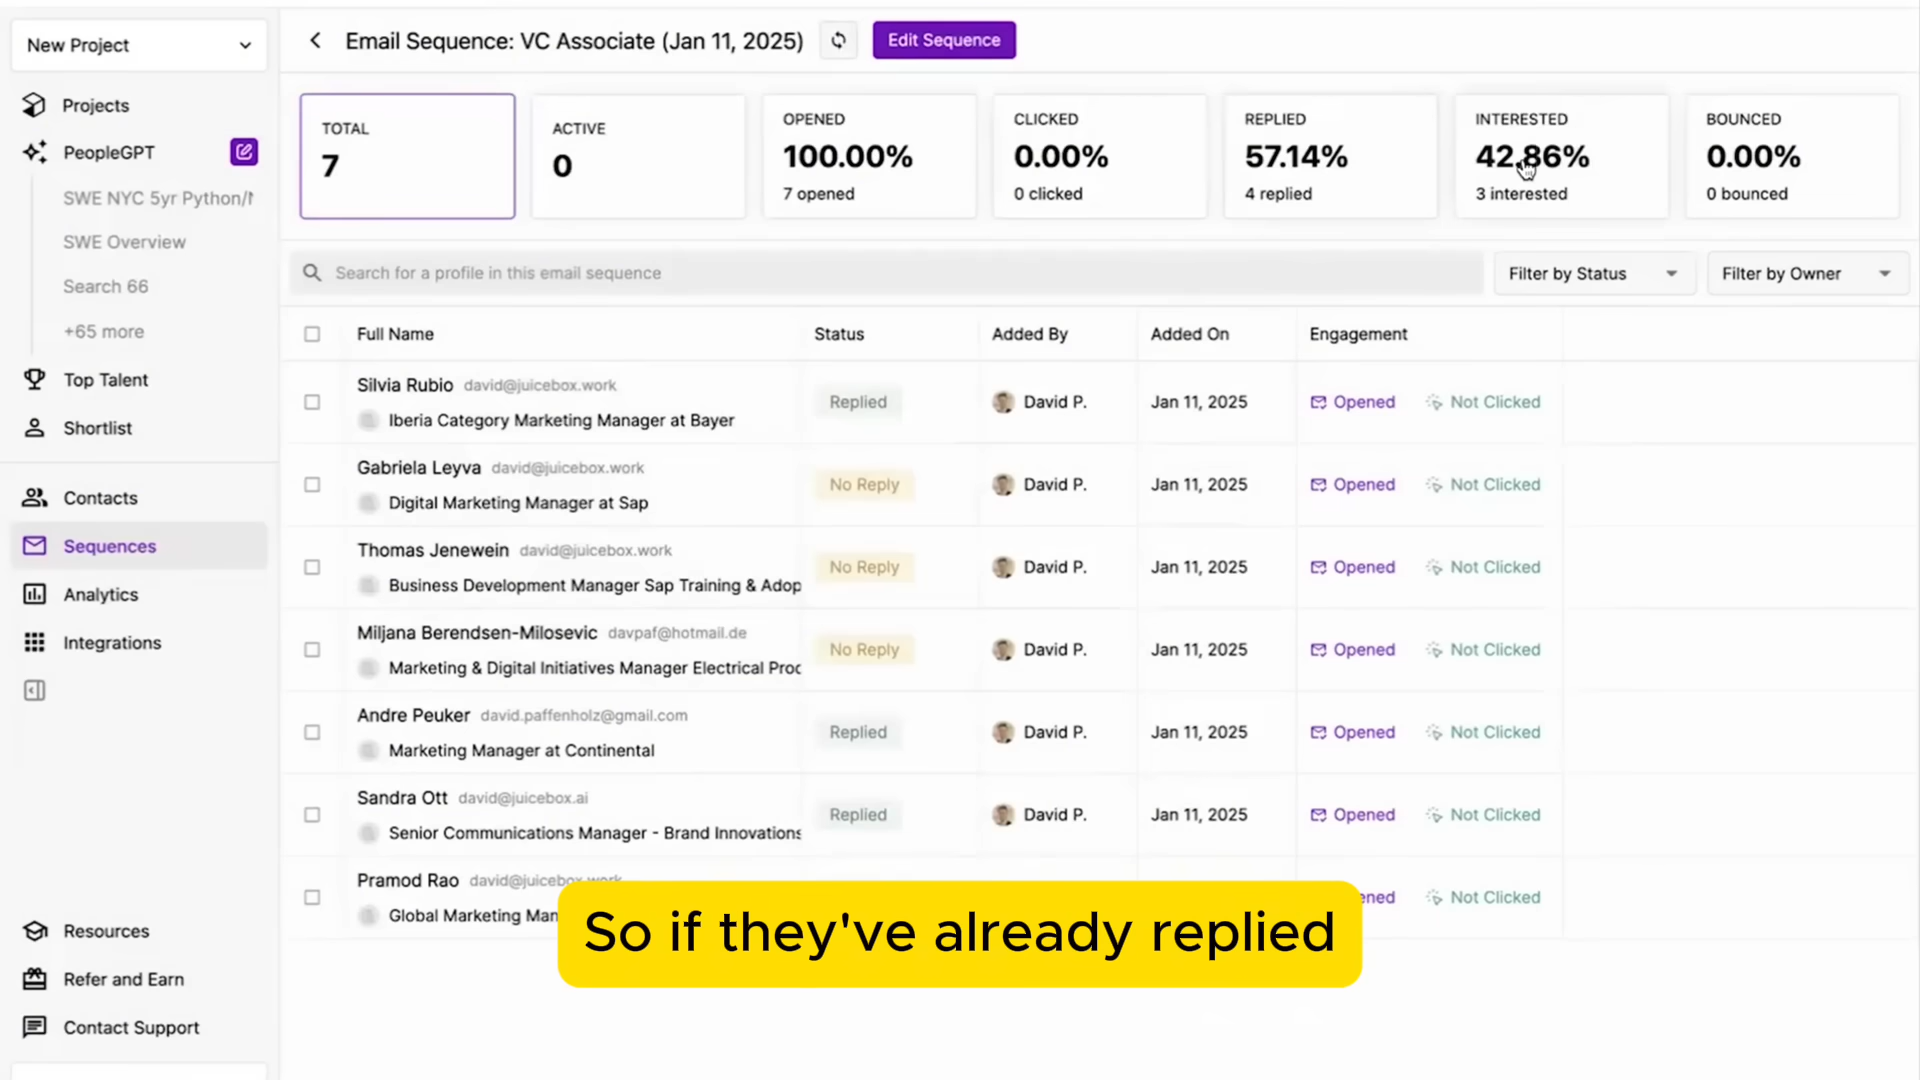 New Project
Projects
PeopleGPT
SWE NYC 5yr Python/
SWE Overview
Search 66
+65 more
Top Talent
Shortlist
Contacts
Sequences
Analytics
Integrations
Resources
Refer and Earn
Contact Support
Email Sequence: VC Associate (Jan 11, 2025)
Edit Sequence
TOTAL
7
ACTIVE
0
OPENED
100.00%
7 opened
CLICKED
0.00%
0 clicked
REPLIED
57.14%
4 replied
INTERESTED
42.86%
3 interested
BOUNCED
0.00%
0 bounced
Search for a profile in this email sequence
Filter by Status
Filter by Owner
Full Name Status Added By Added On Engagement
Silvia Rubio david@juicebox.work
Iberia Category Marketing Manager at Bayer
Replied David P. Jan 11, 2025 Opened Not Clicked
Gabriela Leyva david@juicebox.work
Digital Marketing Manager at Sap
No Reply David P. Jan 11, 2025 Opened Not Clicked
Thomas Jenewein david@juicebox.work
Business Development Manager Sap Training & Adop
No Reply David P. Jan 11, 2025 Opened Not Clicked
Miljana Berendsen-Milosevic davpaf@hotmail.de
Marketing & Digital Initiatives Manager Electrical Proc
No Reply David P. Jan 11, 2025 Opened Not Clicked
Andre Peuker david.paffenholz@gmail.com
Marketing Manager at Continental
Replied David P. Jan 11, 2025 Opened Not Clicked
Sandra Ott david@juicebox.ai
Senior Communications Manager - Brand Innovations
Replied David P. Jan 11, 2025 Opened Not Clicked
Pramod Rao david@juicebox.work
Global Marketing Man
ened Not Clicked
So if they've already replied